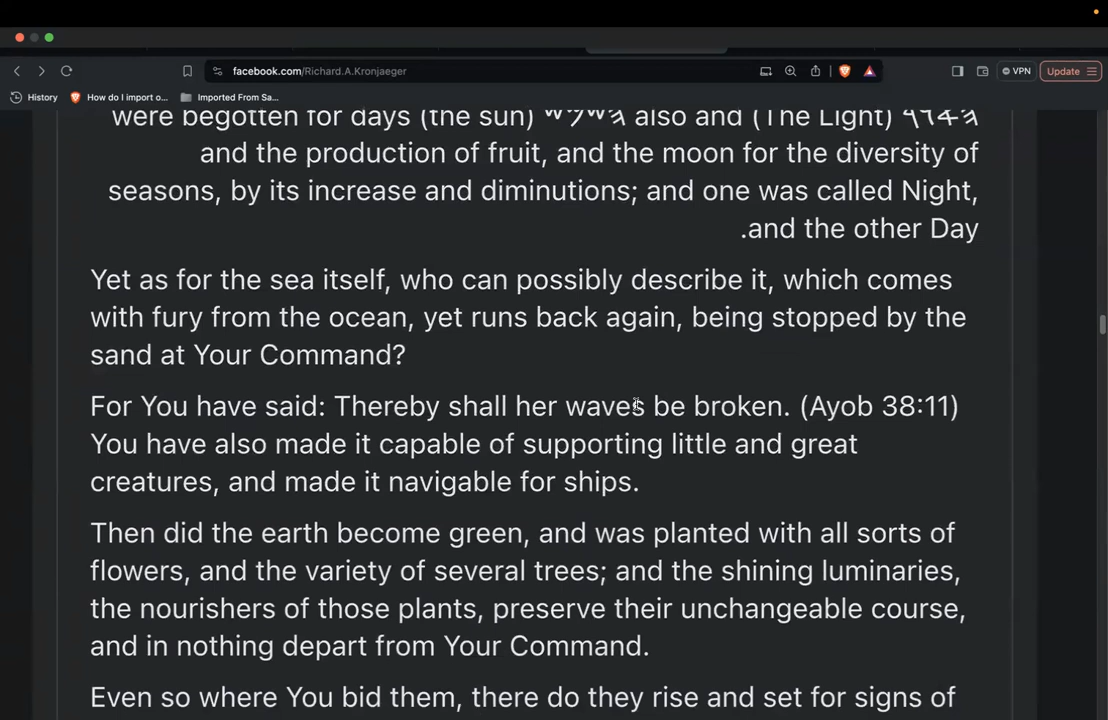 facebook.com/Richard.A.Kronjaeger
VPN
Update
History
How do I import o...
Imported From Sa...
were begotten for days (the sun) also and (The Light)
and the production of fruit, and the moon for the diversity of
seasons, by its increase and diminutions; and one was called Night,
.and the other Day
Yet as for the sea itself, who can possibly describe it, which comes
with fury from the ocean, yet runs back again, being stopped by the
sand at Your Command?
For You have said: Thereby shall her waves be broken. (Ayob 38:11)
You have also made it capable of supporting little and great
creatures, and made it navigable for ships.
Then did the earth become green, and was planted with all sorts of
flowers, and the variety of several trees; and the shining luminaries,
the nourishers of those plants, preserve their unchangeable course,
and in nothing depart from Your Command.
Even so where You bid them, there do they rise and set for signs of